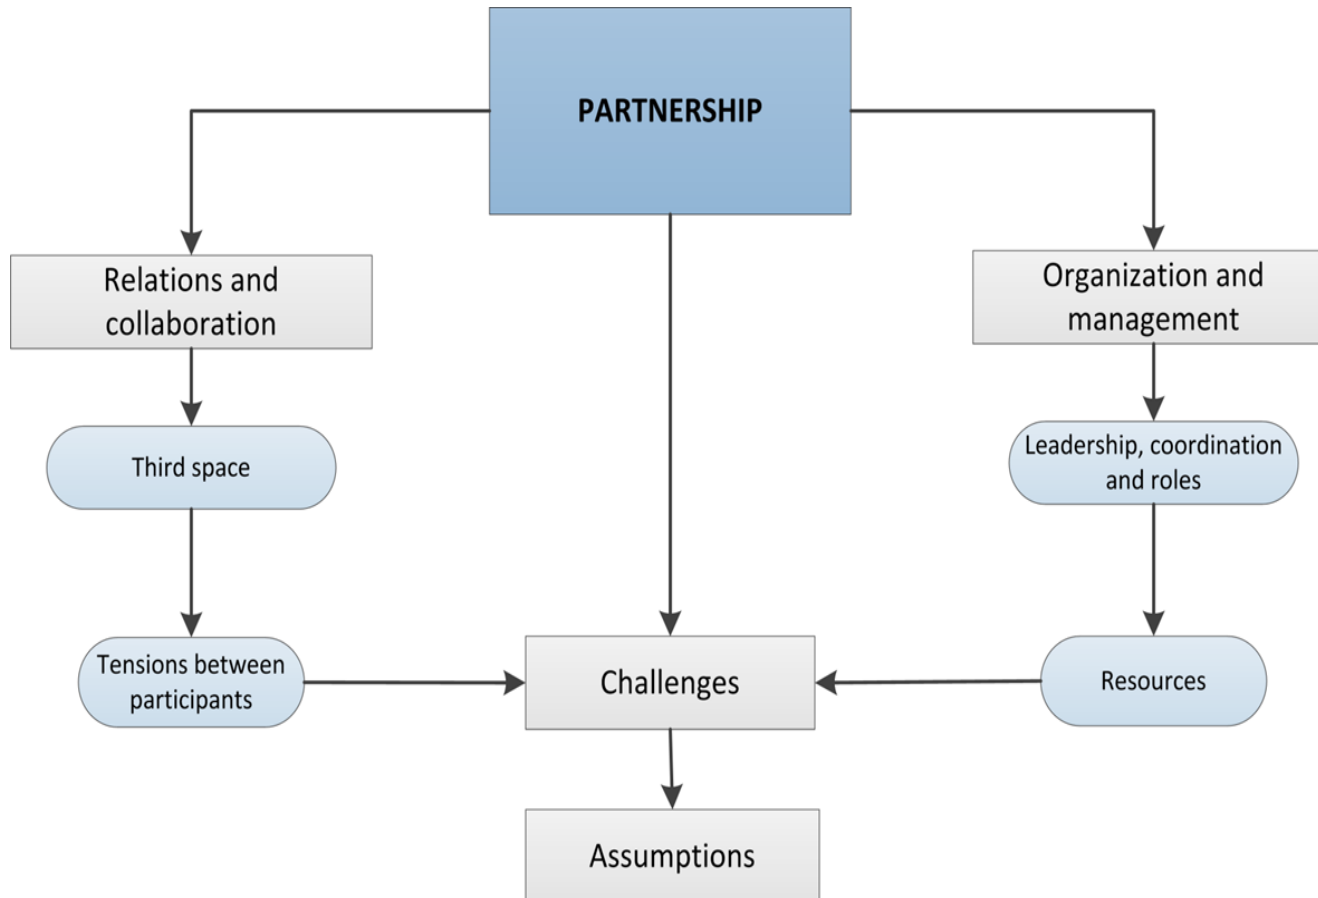 PARTNERSHIP
Relations and
collaboration
Organization and
management
Third space
Leadership, coordination
and roles
Tensions between
participants
Challenges
Resources
Assumptions